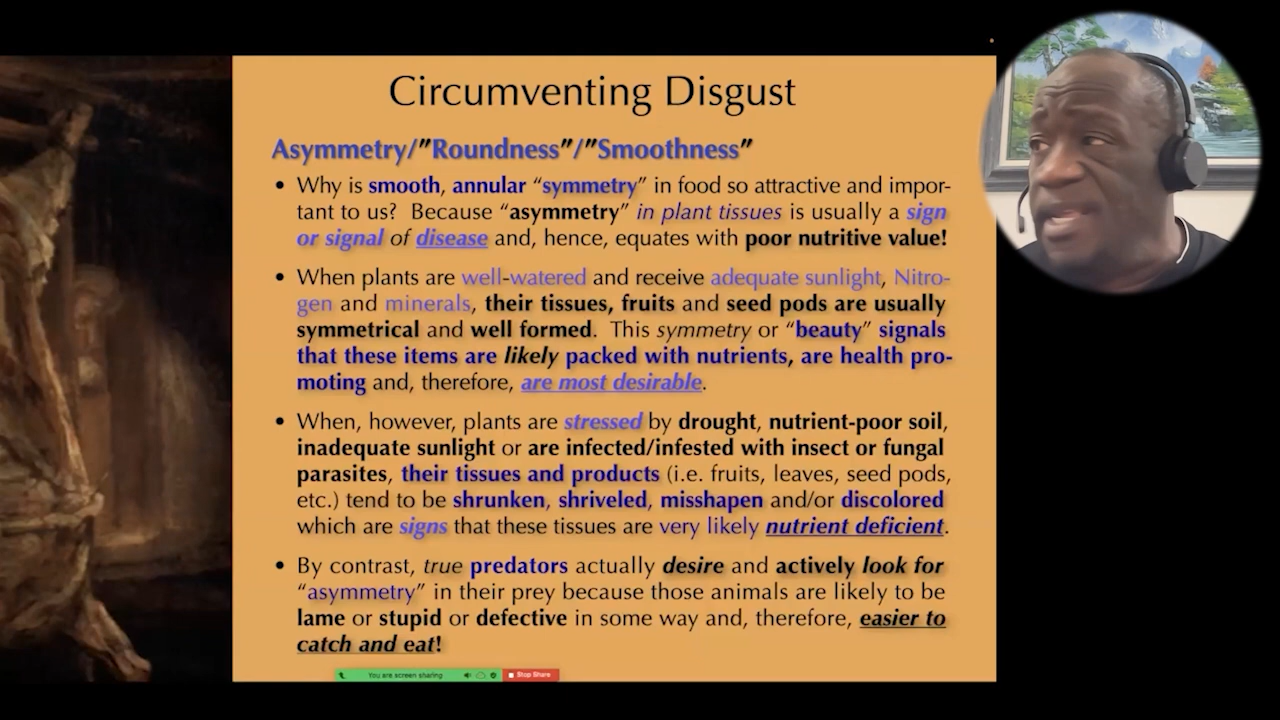 Circumventing Disgust
Asymmetry/"Roundness"/"Smoothness"
• Why is smooth, annular “symmetry” in food so attractive and impor-
tant to us? Because “asymmetry” in plant tissues is usually a sign
or signal of disease and, hence, equates with poor nutritive value!
• When plants are well-watered and receive adequate sunlight, Nitro-
gen and minerals, their tissues, fruits and seed pods are usually
symmetrical and well formed. This symmetry or “beauty” signals
that these items are likely packed with nutrients, are health pro-
moting and, therefore, are most desirable.
• When, however, plants are stressed by drought, nutrient-poor soil,
inadequate sunlight or are infected/infested with insect or fungal
parasites, their tissues and products (i.e. fruits, leaves, seed pods,
etc.) tend to be shrunken, shriveled, misshapen and/or discolored
which are signs that these tissues are very likely nutrient deficient.
• By contrast, true predators actually desire and actively look for
“asymmetry” in their prey because those animals are likely to be
lame or stupid or defective in some way and, therefore, easier to
catch and eat!
You are screen sharing
Stop Share